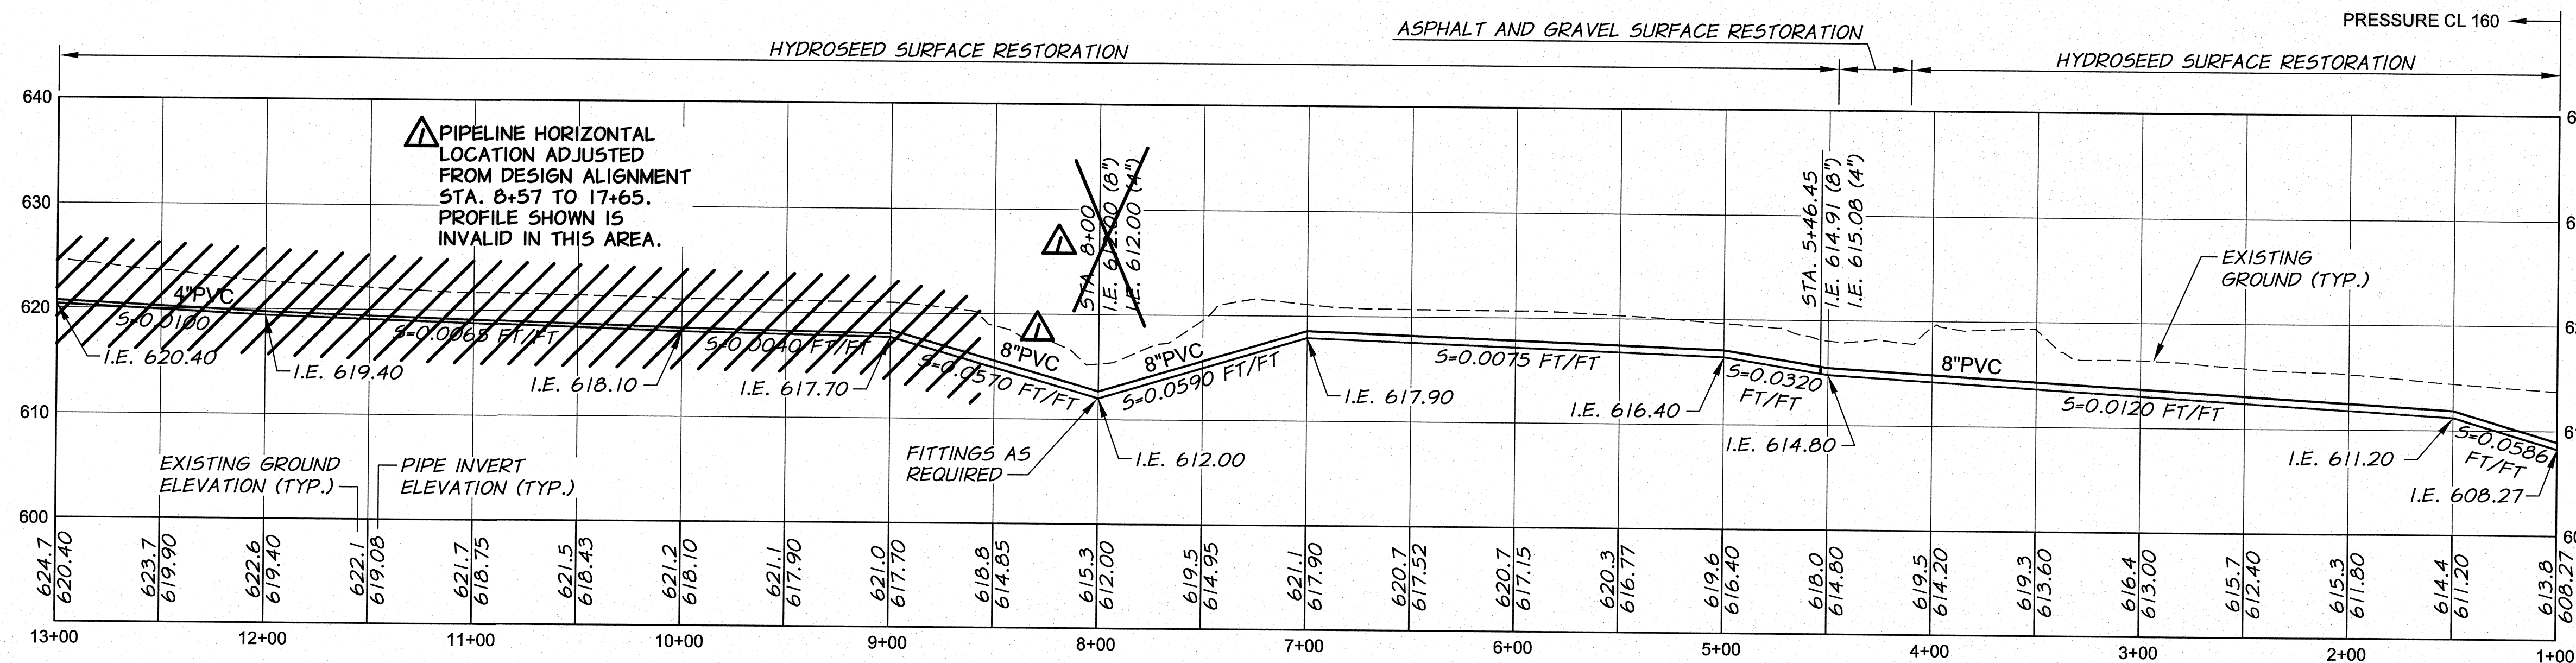 PRESSURE CL 160
HYDROSEED SURFACE RESTORATION
ASPHALT AND GRAVEL SURFACE RESTORATION
HYDROSEED SURFACE RESTORATION
640
630
620
610
600
1
PIPELINE HORIZONTAL
LOCATION ADJUSTED
FROM DESIGN ALIGNMENT
STA. 8+57 TO 17+65.
PROFILE SHOWN IS
INVALID IN THIS AREA.
1
STA. 8+00
I.E. 612.00 (8")
I.E. 612.00 (4")
1
STA. 5+46.45
I.E. 614.91 (8")
I.E. 615.08 (4")
EXISTING
GROUND (TYP.)
4"PVC
S=0.0100
S=0.0065 FT/FT
S=0.0040 FT/FT
S=0.0570 FT/FT
8"PVC
8"PVC
S=0.0590 FT/FT
S=0.0075 FT/FT
S=0.0320
FT/FT
8"PVC
S=0.0120 FT/FT
S=0.0586
FT/FT
I.E. 620.40
I.E. 619.40
I.E. 618.10
I.E. 617.70
I.E. 612.00
I.E. 617.90
I.E. 616.40
I.E. 614.80
I.E. 611.20
I.E. 608.27
FITTINGS AS
REQUIRED
EXISTING GROUND
ELEVATION (TYP.)
PIPE INVERT
ELEVATION (TYP.)
624.7
620.40
623.7
619.90
622.6
619.40
622.1
619.08
621.7
618.75
621.5
618.43
621.2
618.10
621.1
617.90
621.0
617.70
618.8
614.85
615.3
612.00
619.5
614.95
621.1
617.90
620.7
617.52
620.7
617.15
620.3
616.77
619.6
616.40
618.0
614.80
619.5
614.20
619.3
613.60
616.4
613.00
615.7
612.40
615.3
611.80
614.4
611.20
613.8
608.27
13+00
12+00
11+00
10+00
9+00
8+00
7+00
6+00
5+00
4+00
3+00
2+00
1+00